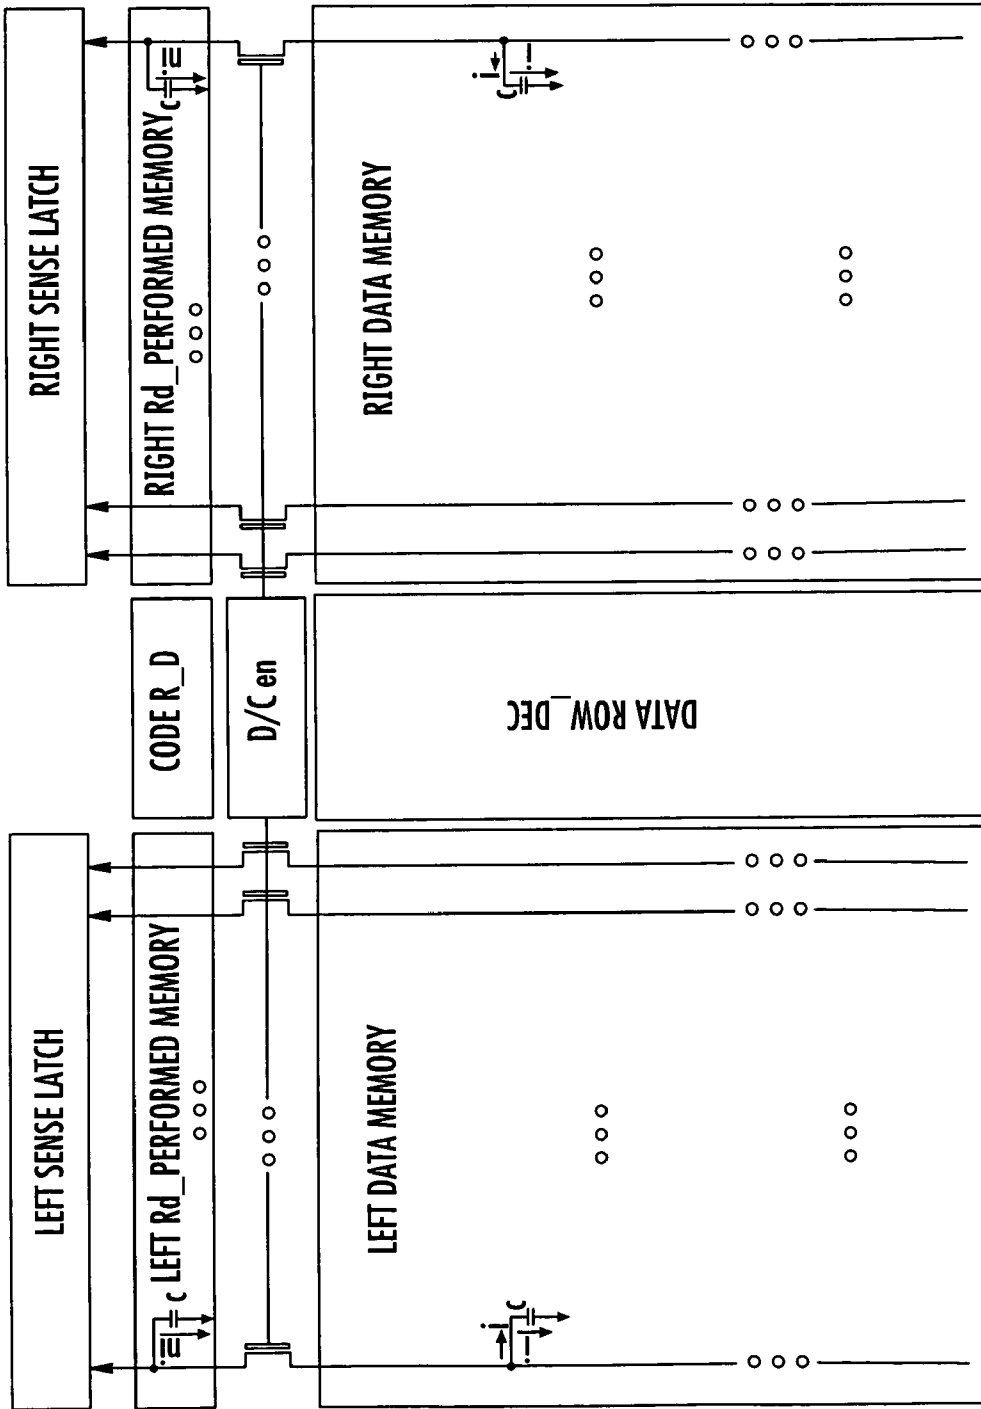 LEFT SENSE LATCH
RIGHT SENSE LATCH
C
LEFT Rd_PERFORMED MEMORY
CODE R_D
C
RIGHT Rd_PERFORMED MEMORY
D/C en
LEFT DATA MEMORY
DATA ROW_DEC
RIGHT DATA MEMORY
i
C
i
C